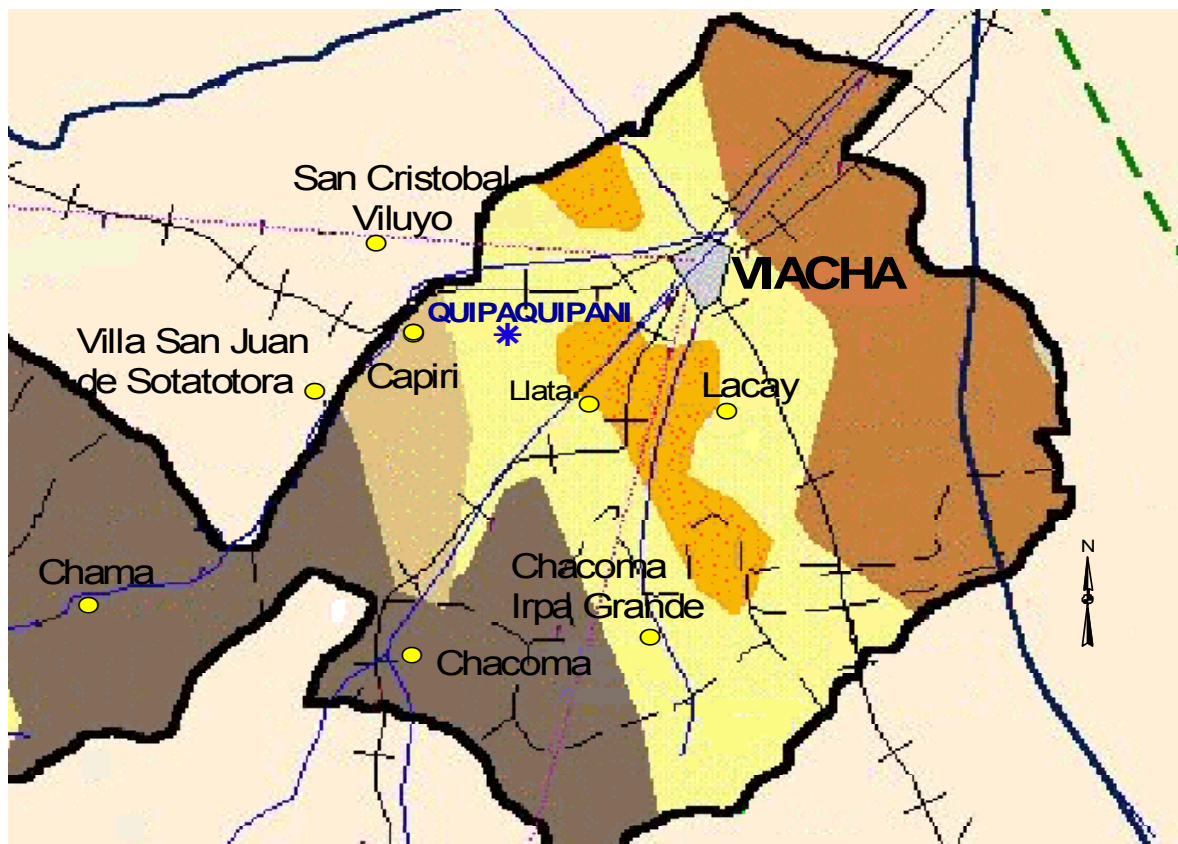 San Cristobal
Viluyo
VIACHA
QUIPAQUIPANI
Villa San Juan
de Sotatotora
Capiri
Llata
Lacay
Chama
Chacoma
Irpa Grande
Chacoma
N